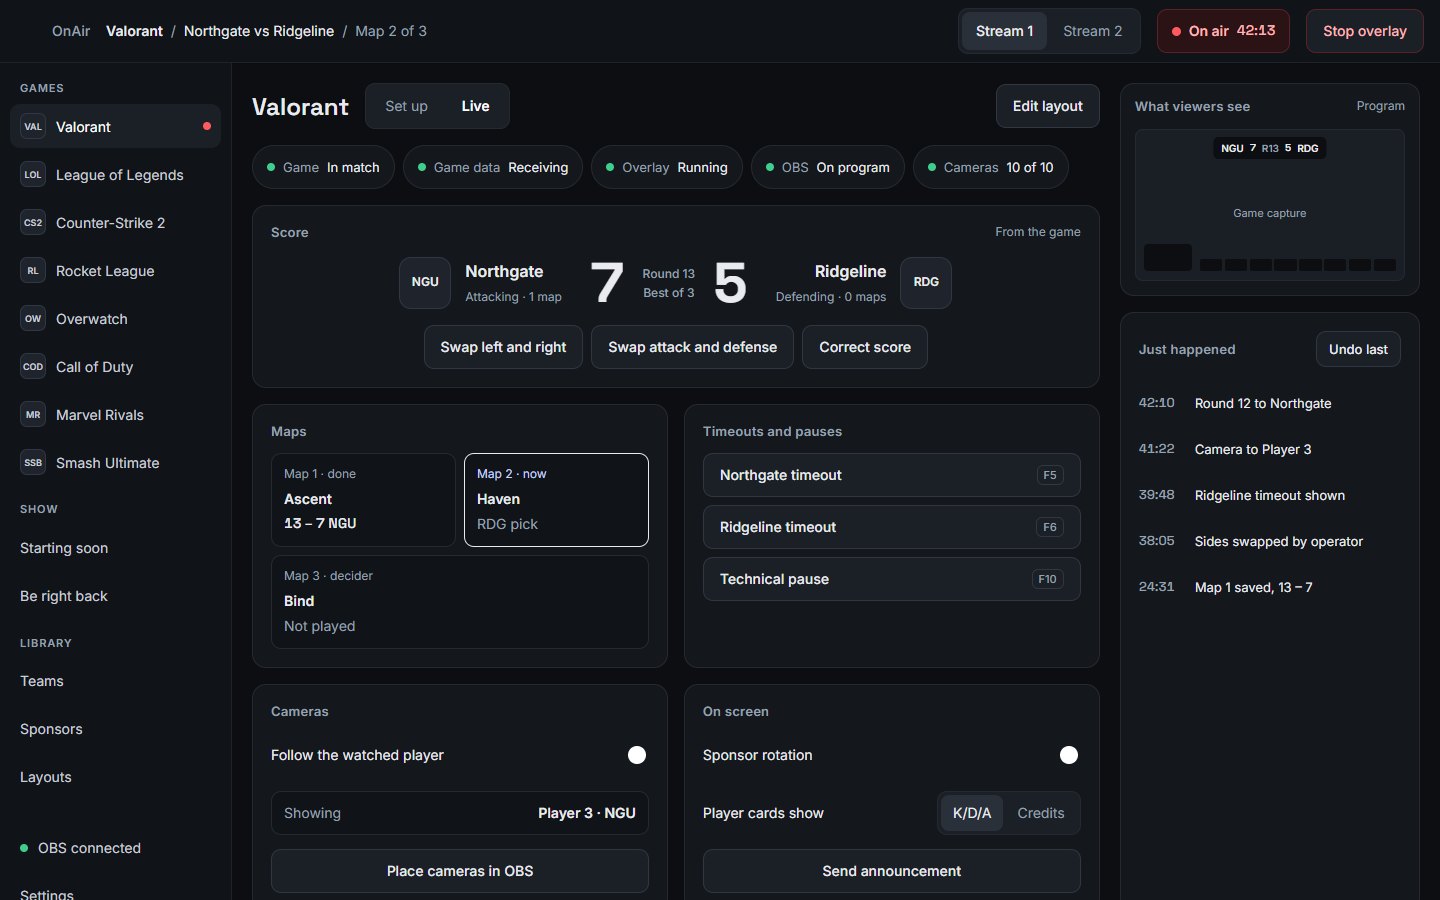 OnAir Valorant / Northgate vs Ridgeline / Map 2 of 3
Stream 1 Stream 2
On air 42:13
Stop overlay
GAMES
VAL Valorant
LOL League of Legends
CS2 Counter-Strike 2
RL Rocket League
OW Overwatch
COD Call of Duty
MR Marvel Rivals
SSB Smash Ultimate
SHOW
Starting soon
Be right back
LIBRARY
Teams
Sponsors
Layouts
OBS connected
Settings
Valorant
Set up Live
Edit layout
Game In match
Game data Receiving
Overlay Running
OBS On program
Cameras 10 of 10
Score
From the game
NGU
Northgate
Attacking · 1 map
7
Round 13
Best of 3
5
Ridgeline
Defending · 0 maps
RDG
Swap left and right
Swap attack and defense
Correct score
Maps
Map 1 · done
Ascent
13 – 7 NGU
Map 2 · now
Haven
RDG pick
Map 3 · decider
Bind
Not played
Timeouts and pauses
Northgate timeout F5
Ridgeline timeout F6
Technical pause F10
Cameras
Follow the watched player
Showing Player 3 · NGU
Place cameras in OBS
On screen
Sponsor rotation
Player cards show K/D/A Credits
Send announcement
What viewers see Program
NGU 7 R13 5 RDG
Game capture
Just happened
Undo last
42:10 Round 12 to Northgate
41:22 Camera to Player 3
39:48 Ridgeline timeout shown
38:05 Sides swapped by operator
24:31 Map 1 saved, 13 – 7